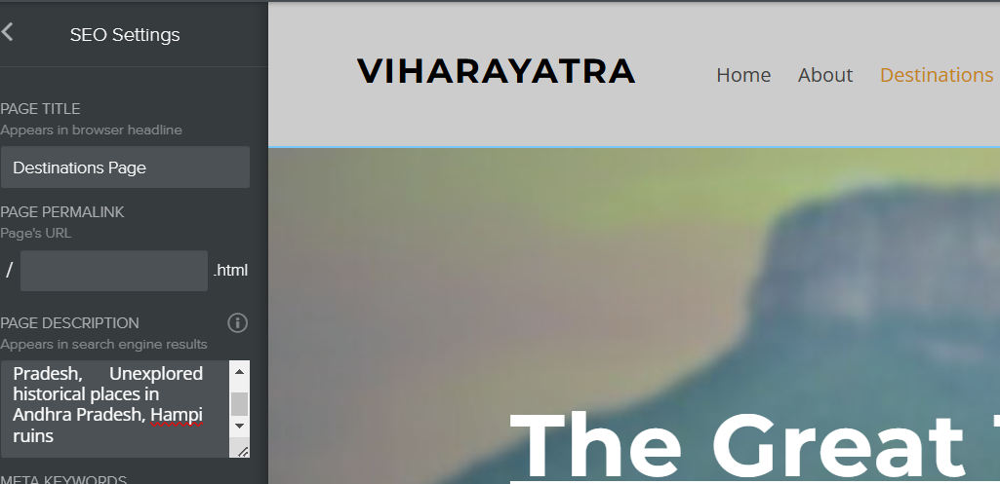 SEO Settings
PAGE TITLE
Appears in browser headline
Destinations Page
PAGE PERMALINK
Page's URL
/ .html
PAGE DESCRIPTION
Appears in search engine results
Pradesh, Unexplored
historical places in
Andhra Pradesh, Hampi
ruins
META KEYWORDS
VIHARAYATRA
Home About Destinations
The Great